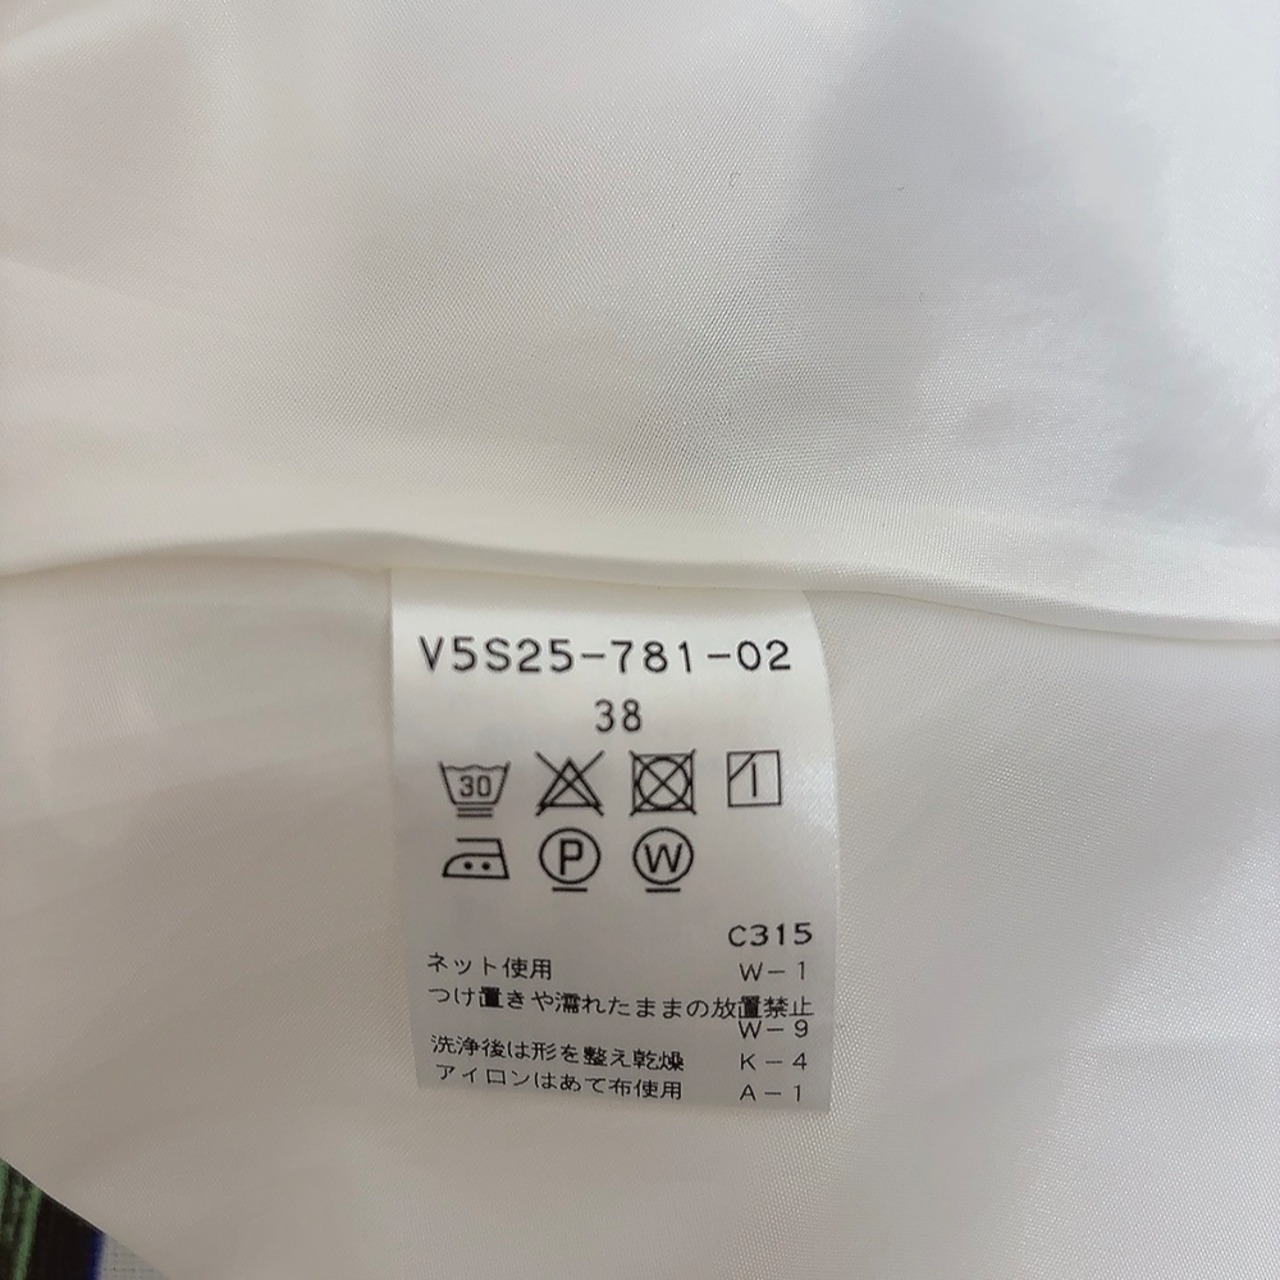 V5S25-781-02
38
30
P W
C315
ネット使用 W-1
つけ置きや濡れたままの放置禁止
W-9
洗浄後は形を整え乾燥 K-4
アイロンはあて布使用 A-1